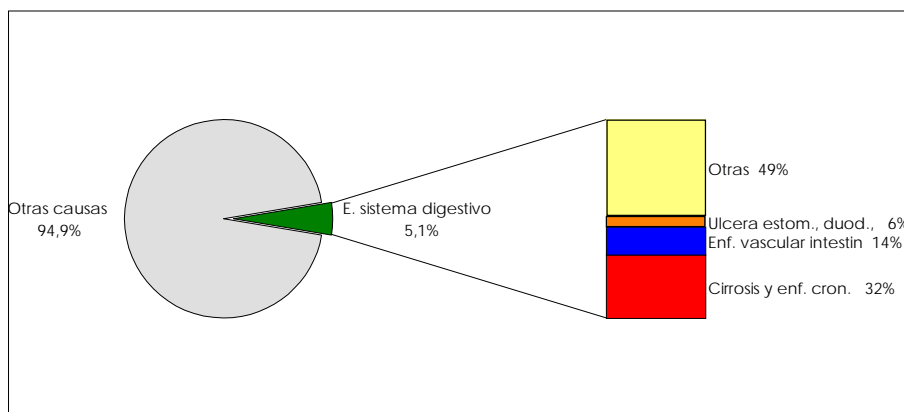 Otras 49%
Otras causas
94,9%
E. sistema digestivo
5,1%
Ulcera estom., duod., 6%
Enf. vascular intestin 14%
Cirrosis y enf. cron. 32%